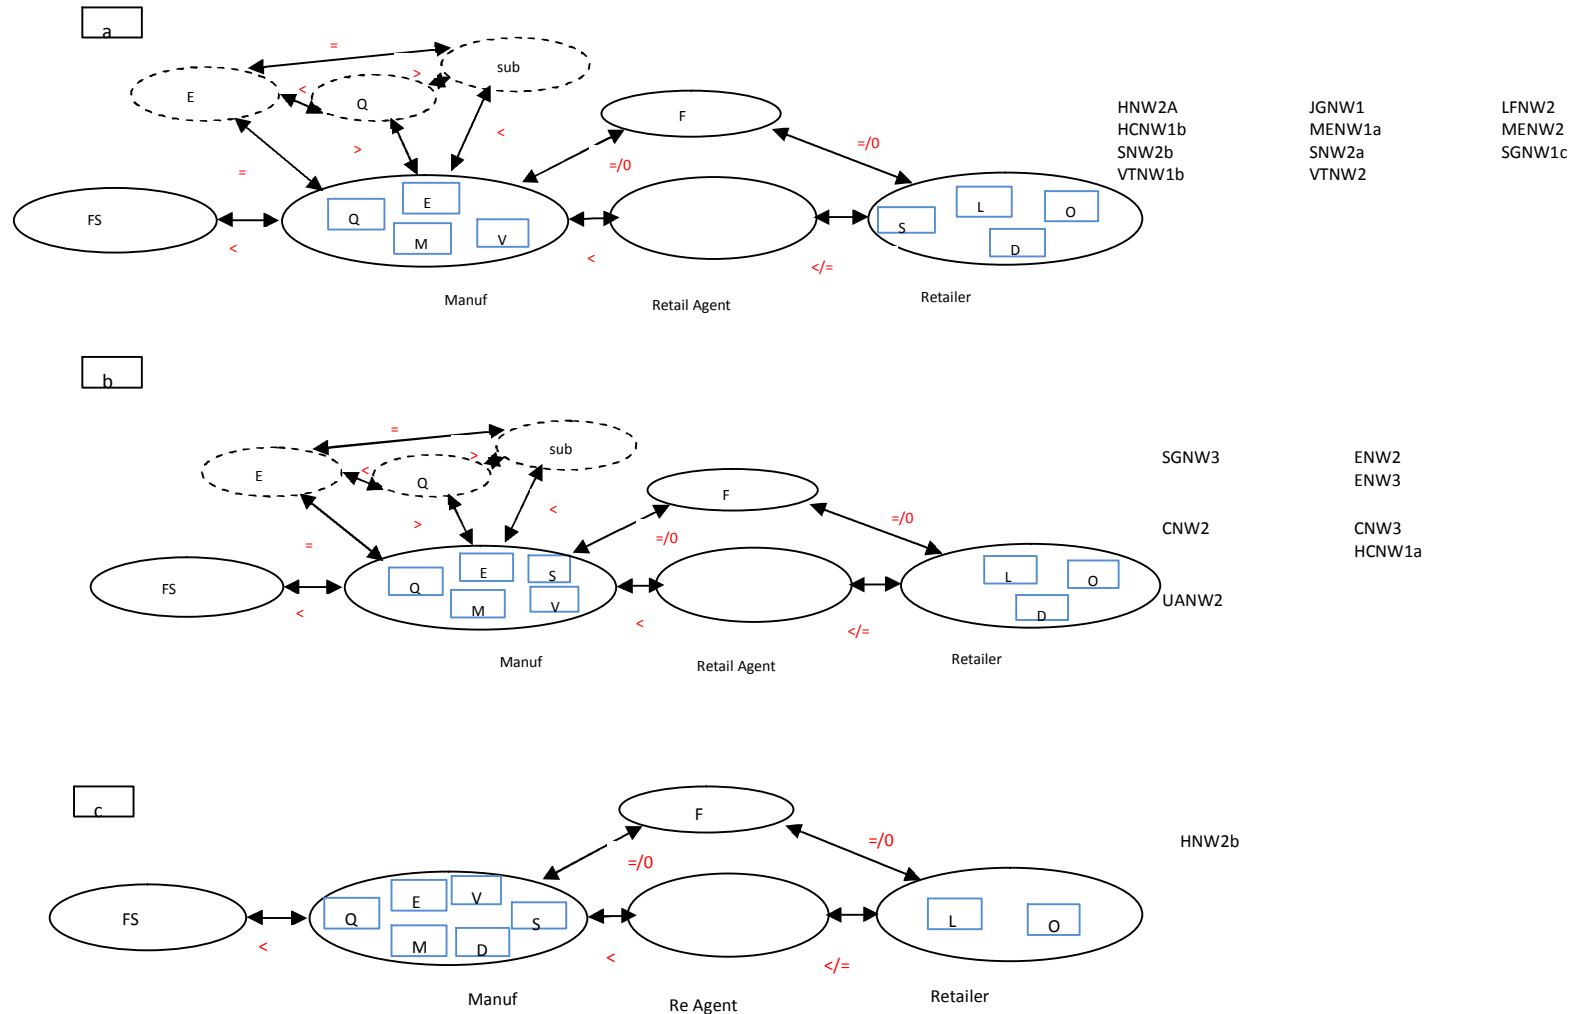 a
=
sub
>
E
<
Q
F
HNW2A JGNW1 LFNW2
HCNW1b MENW1a MENW2
< =/0
SNW2b SNW2a SGNW1c
> =/0
VTNW1b VTNW2
=
E
Q L O
FS
S
M V D
< < </=
Manuf Retail Agent Retailer
b
=
sub
>
E < Q
SGNW3 ENW2
ENW3
F
<
> =/0 =/0
CNW2 CNW3
=
HCNW1a
E S L O
Q
FS
M V D
UANW2
< < </=
Manuf Retail Agent Retailer
c
F
=/0 =/0
HNW2b
E V
Q S L O
FS
M D
< < </=
Manuf Re Agent Retailer